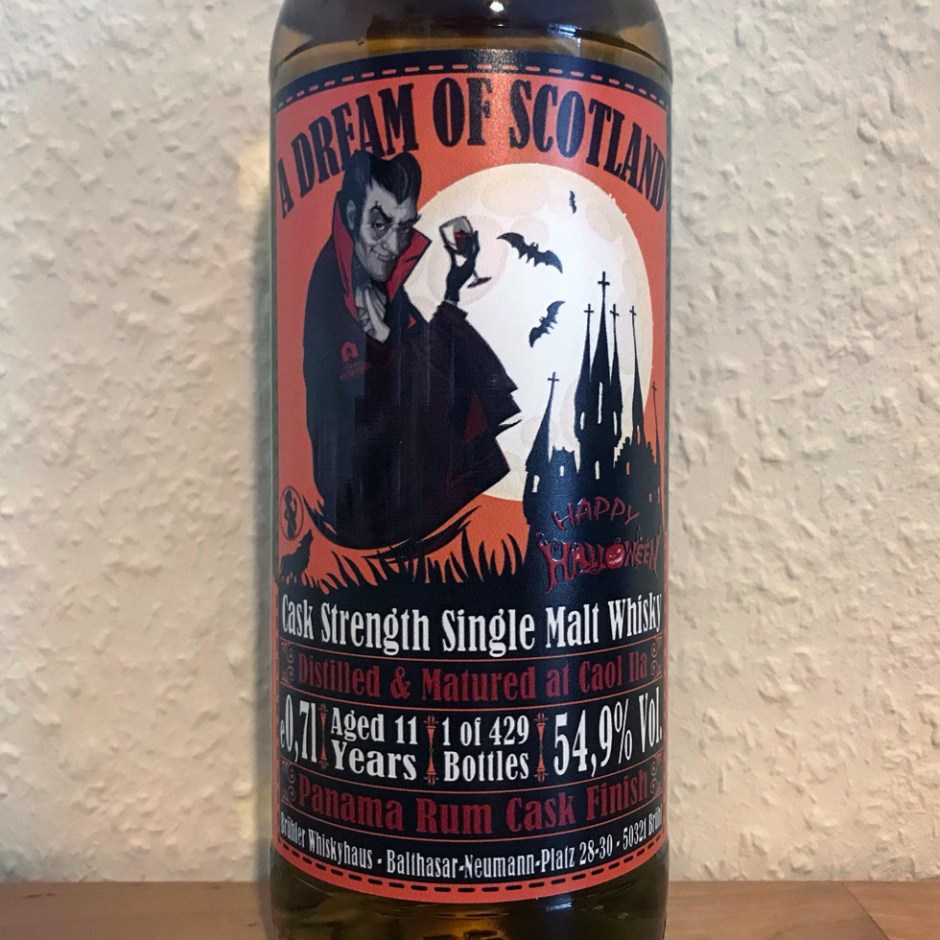 A DREAM OF SCOTLAND
HAPPY
HALLOWEEN
Cask Strength Single Malt Whisky
Distilled & Matured at Caol Ila
e0,7l
Aged 11
Years
1 of 429
Bottles
54,9% Vol.
Panama Rum Cask Finish
Brühler Whiskyhaus - Balthasar-Neumann-Platz 28-30 - 50321 Brühl